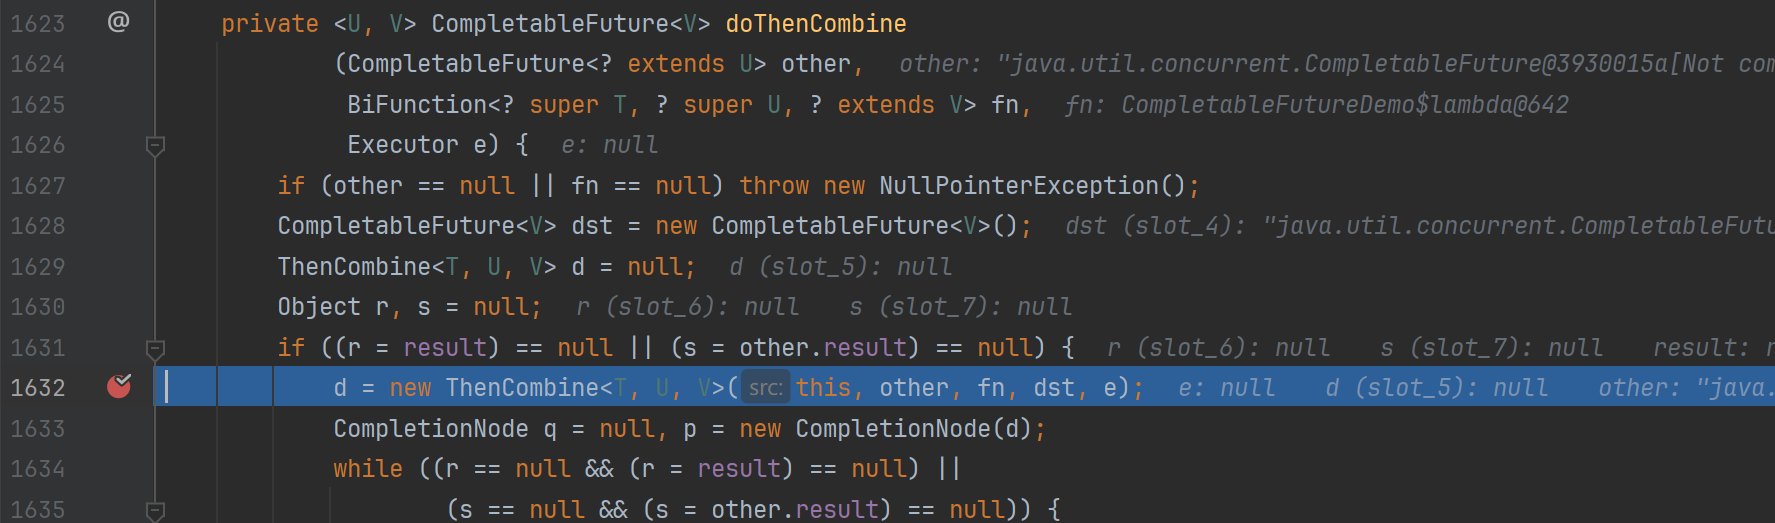 1623 @ private <U, V> CompletableFuture<V> doThenCombine
1624 (CompletableFuture<? extends U> other, other: "java.util.concurrent.CompletableFuture@3930015a[Not com
1625 BiFunction<? super T, ? super U, ? extends V> fn, fn: CompletableFutureDemo$lambda@642
1626 Executor e) { e: null
1627 if (other == null || fn == null) throw new NullPointerException();
1628 CompletableFuture<V> dst = new CompletableFuture<V>(); dst (slot_4): "java.util.concurrent.CompletableFutu
1629 ThenCombine<T, U, V> d = null; d (slot_5): null
1630 Object r, s = null; r (slot_6): null s (slot_7): null
1631 if ((r = result) == null || (s = other.result) == null) { r (slot_6): null s (slot_7): null result: n
1632 d = new ThenCombine<T, U, V>( src: this, other, fn, dst, e); e: null d (slot_5): null other: "java.
1633 CompletionNode q = null, p = new CompletionNode(d);
1634 while ((r == null && (r = result) == null) ||
1635 (s == null && (s = other.result) == null)) {